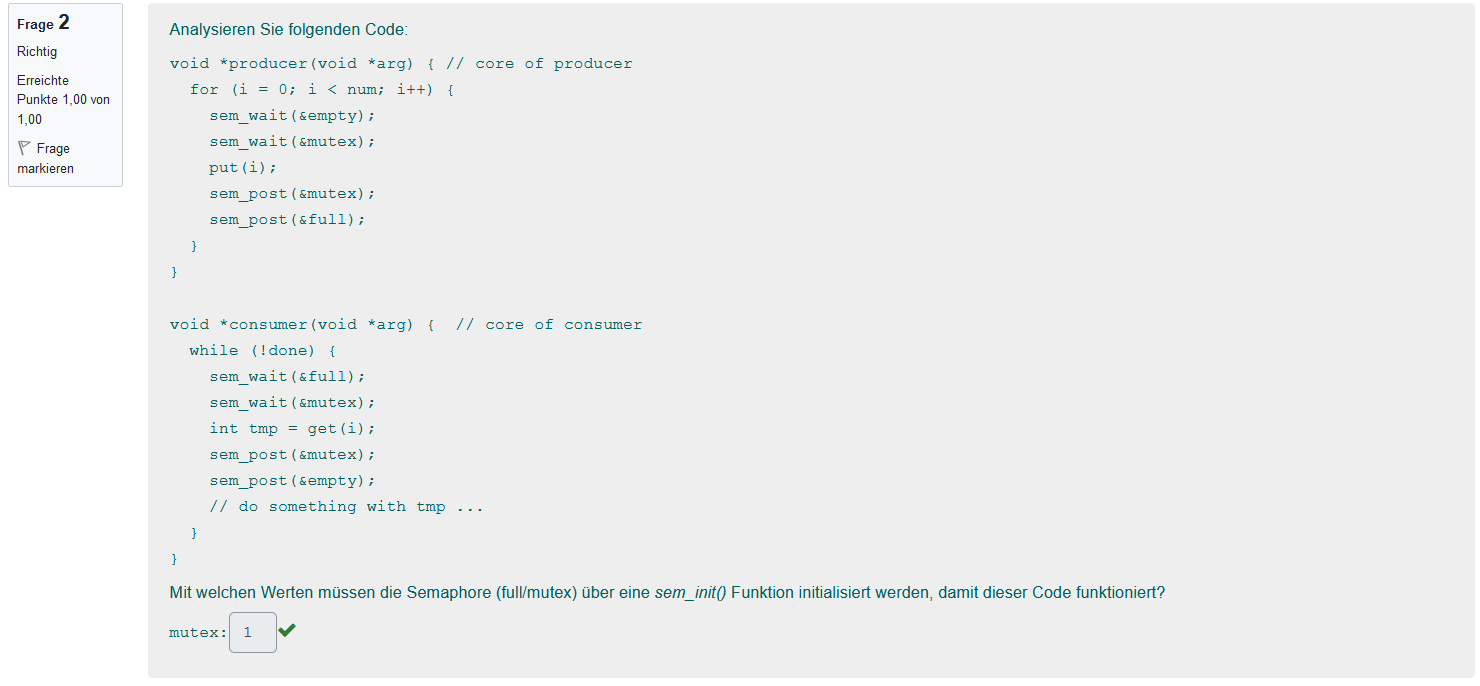 Frage 2
Richtig
Erreichte
Punkte 1,00 von
1,00
Frage
markieren
Analysieren Sie folgenden Code:
void *producer(void *arg) { // core of producer
  for (i = 0; i < num; i++) {
    sem_wait(&empty);
    sem_wait(&mutex);
    put(i);
    sem_post(&mutex);
    sem_post(&full);
  }
}
void *consumer(void *arg) {  // core of consumer
  while (!done) {
    sem_wait(&full);
    sem_wait(&mutex);
    int tmp = get(i);
    sem_post(&mutex);
    sem_post(&empty);
    // do something with tmp ...
  }
}
Mit welchen Werten müssen die Semaphore (full/mutex) über eine sem_init() Funktion initialisiert werden, damit dieser Code funktioniert?
mutex: 1